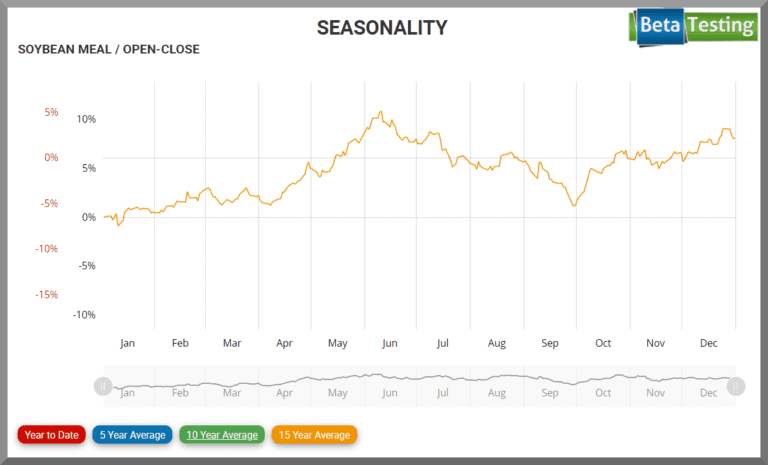 SEASONALITY
Beta Testing
SOYBEAN MEAL / OPEN-CLOSE
5%
0%
-5%
-10%
-15%
10%
5%
0%
-5%
-10%
Jan Feb Mar Apr May Jun Jul Aug Sep Oct Nov Dec
Jan Feb Mar Apr May Jun Jul Aug Sep Oct Nov Dec
Year to Date 5 Year Average 10 Year Average 15 Year Average